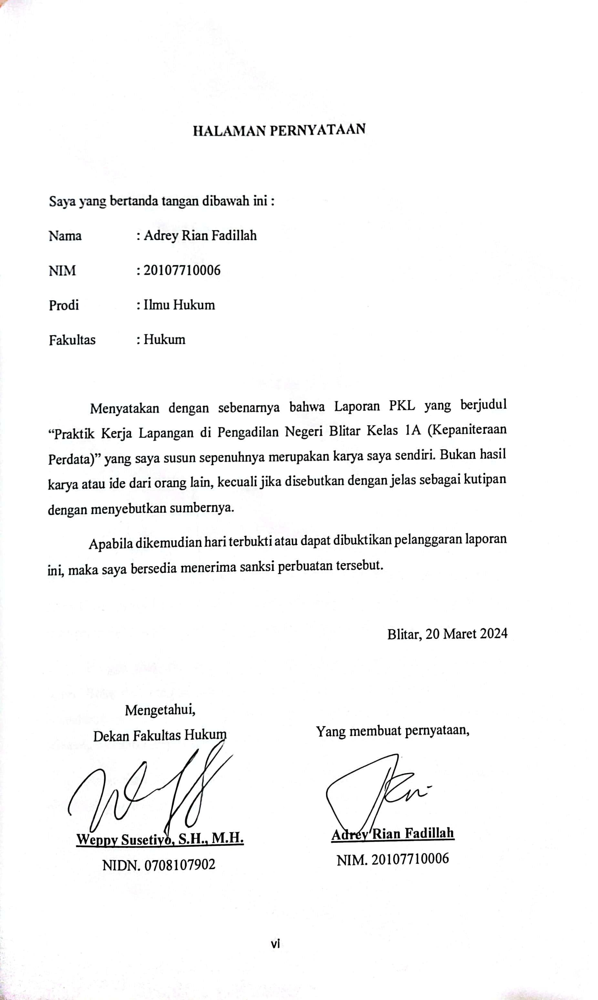 HALAMAN PERNYATAAN
Saya yang bertanda tangan dibawah ini :
Nama : Adrey Rian Fadillah
NIM : 20107710006
Prodi : Ilmu Hukum
Fakultas : Hukum
Menyatakan dengan sebenarnya bahwa Laporan PKL yang berjudul
“Praktik Kerja Lapangan di Pengadilan Negeri Blitar Kelas 1A (Kepaniteraan
Perdata)” yang saya susun sepenuhnya merupakan karya saya sendiri. Bukan hasil
karya atau ide dari orang lain, kecuali jika disebutkan dengan jelas sebagai kutipan
dengan menyebutkan sumbernya.
Apabila dikemudian hari terbukti atau dapat dibuktikan pelanggaran laporan
ini, maka saya bersedia menerima sanksi perbuatan tersebut.
Blitar, 20 Maret 2024
Mengetahui,
Dekan Fakultas Hukum
Yang membuat pernyataan,
Weppy Susetiyo, S.H., M.H.
NIDN. 0708107902
Adrey Rian Fadillah
NIM. 20107710006
vi